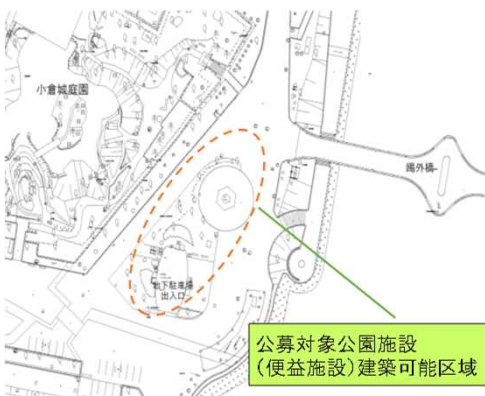 小倉城庭園
鴎外橋
地下駐車場
出入口
公募対象公園施設
(便益施設)建築可能区域